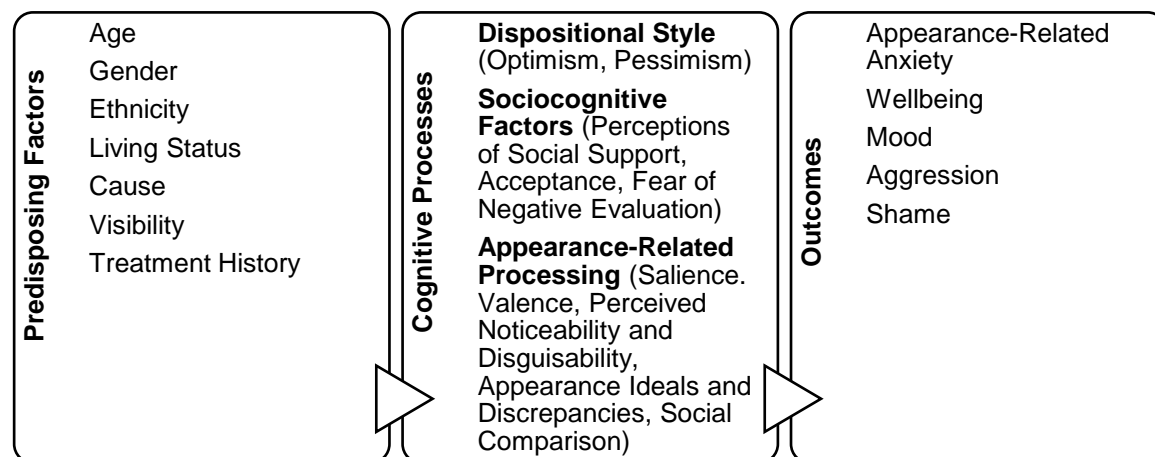 Predisposing Factors
Age
Gender
Ethnicity
Living Status
Cause
Visibility
Treatment History
Cognitive Processes
Dispositional Style
(Optimism, Pessimism)
Sociocognitive
Factors (Perceptions
of Social Support,
Acceptance, Fear of
Negative Evaluation)
Appearance-Related
Processing (Salience.
Valence, Perceived
Noticeability and
Disguisability,
Appearance Ideals and
Discrepancies, Social
Comparison)
Outcomes
Appearance-Related
Anxiety
Wellbeing
Mood
Aggression
Shame